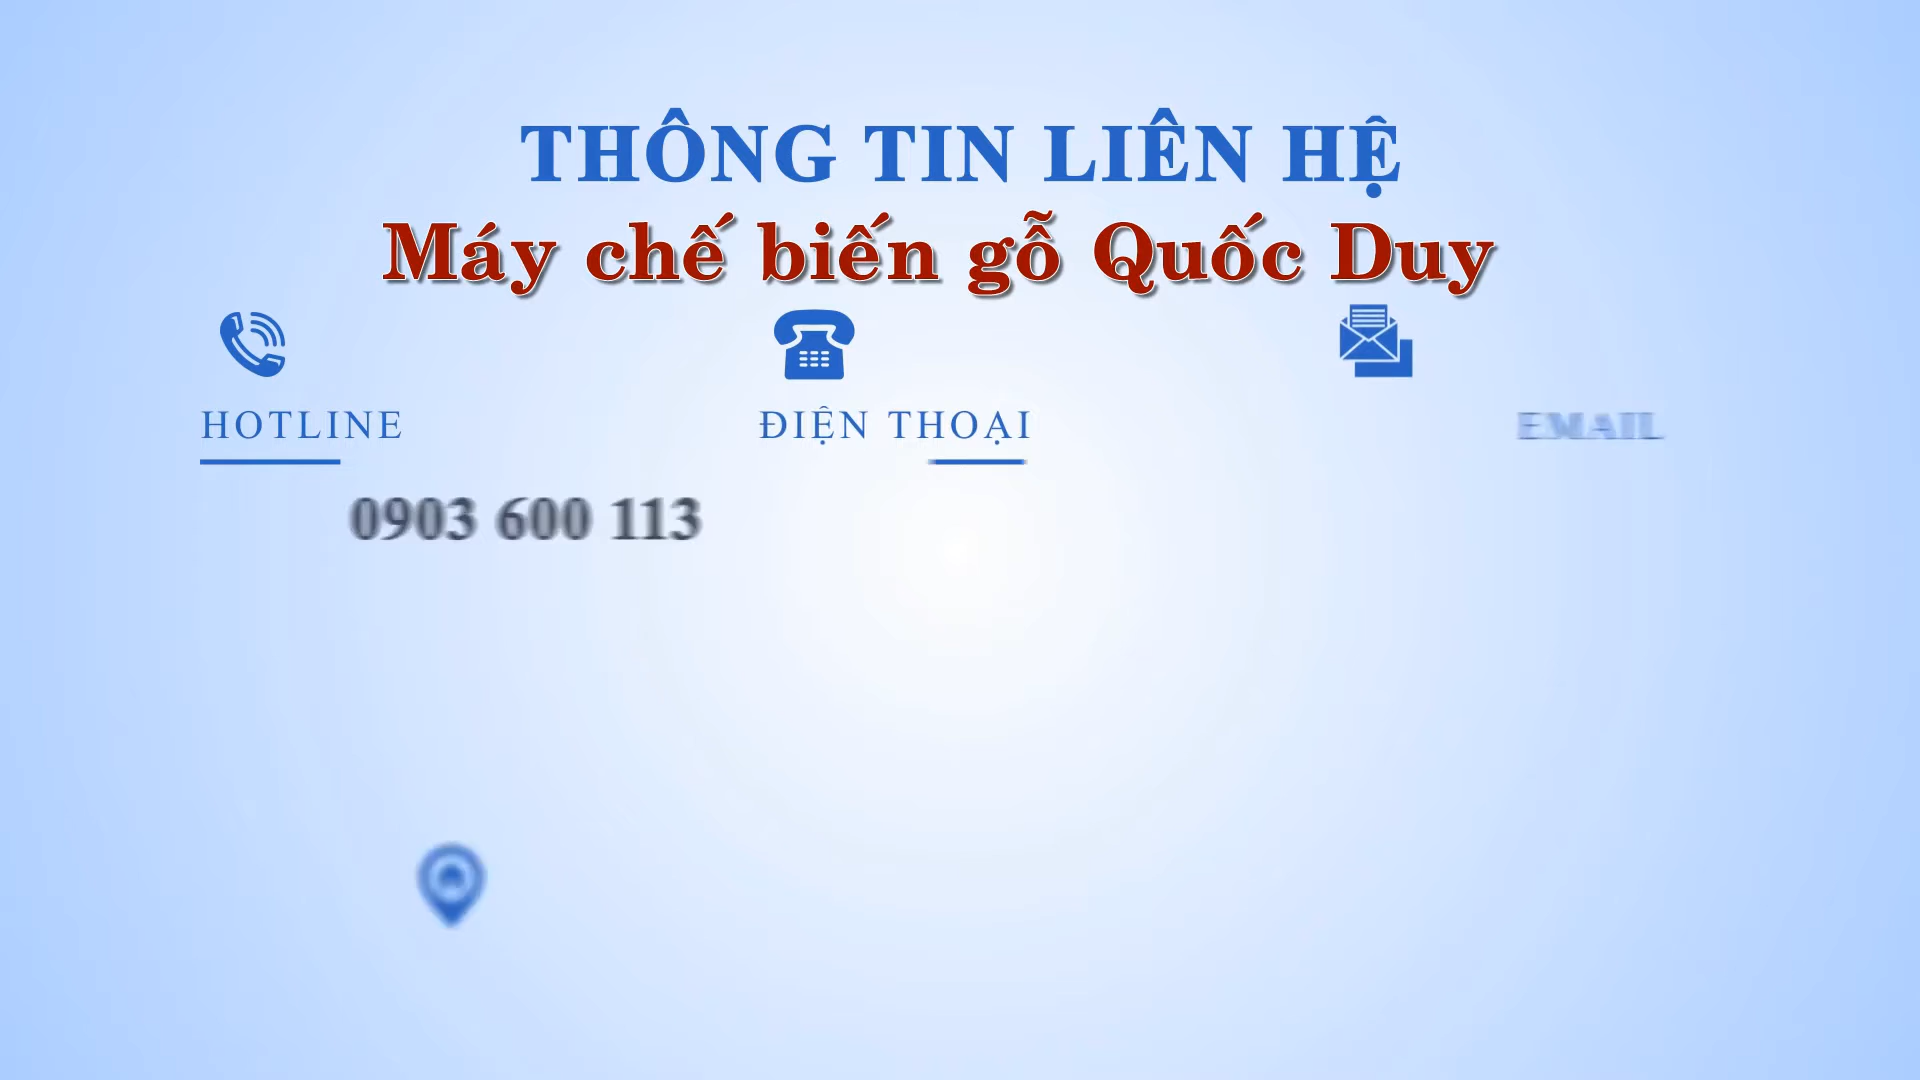 THÔNG TIN LIÊN HỆ
Máy chế biến gỗ Quốc Duy
HOTLINE
ĐIỆN THOẠI
EMAIL
0903 600 113